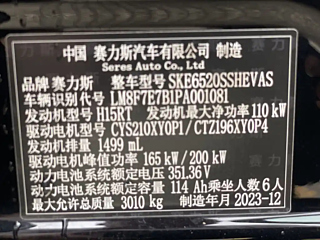 中国 赛力斯汽车有限公司 制造
Seres Auto Co., Ltd.
品牌 赛力斯 整车型号 SKE6520SSHEVAS
车辆识别代号 LM8F7E7B1PA001081
发动机型号 H15RT 发动机最大净功率 110 kW
驱动电机型号 CYS210XY0P1/CTZ196XY0P4
发动机排量 1499 mL
驱动电机峰值功率 165 kW/200 kW
动力电池系统额定电压 351.36 V
动力电池系统额定容量 114 Ah 乘坐人数 6人
最大允许总质量 3010 kg 制造年月 2023-12